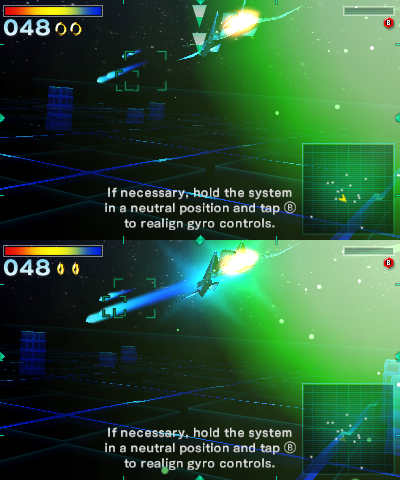 048
B
If necessary, hold the system
in a neutral position and tap Ⓑ
to realign gyro controls.
048
B
If necessary, hold the system
in a neutral position and tap Ⓑ
to realign gyro controls.